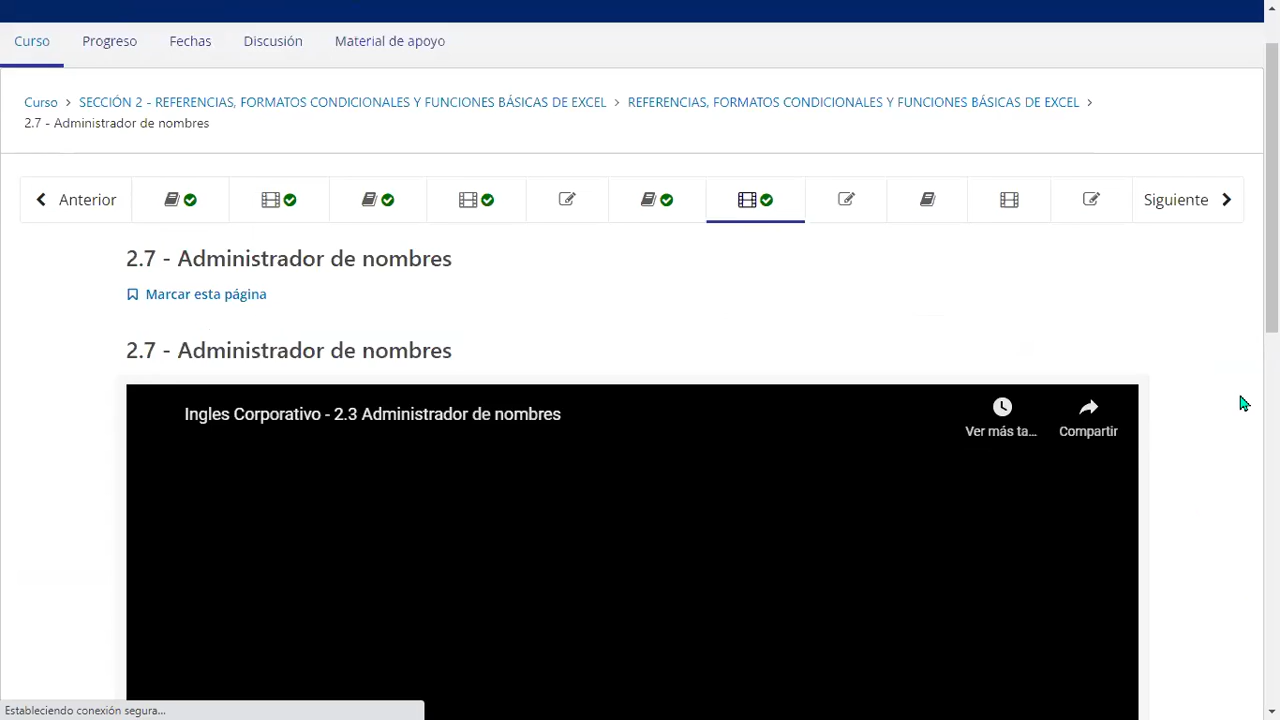 Curso Progreso Fechas Discusión Material de apoyo
Curso > SECCIÓN 2 - REFERENCIAS, FORMATOS CONDICIONALES Y FUNCIONES BÁSICAS DE EXCEL > REFERENCIAS, FORMATOS CONDICIONALES Y FUNCIONES BÁSICAS DE EXCEL >
2.7 - Administrador de nombres
Anterior Siguiente
2.7 - Administrador de nombres
Marcar esta página
2.7 - Administrador de nombres
Ingles Corporativo - 2.3 Administrador de nombres
Ver más ta... Compartir
Estableciendo conexión segura...